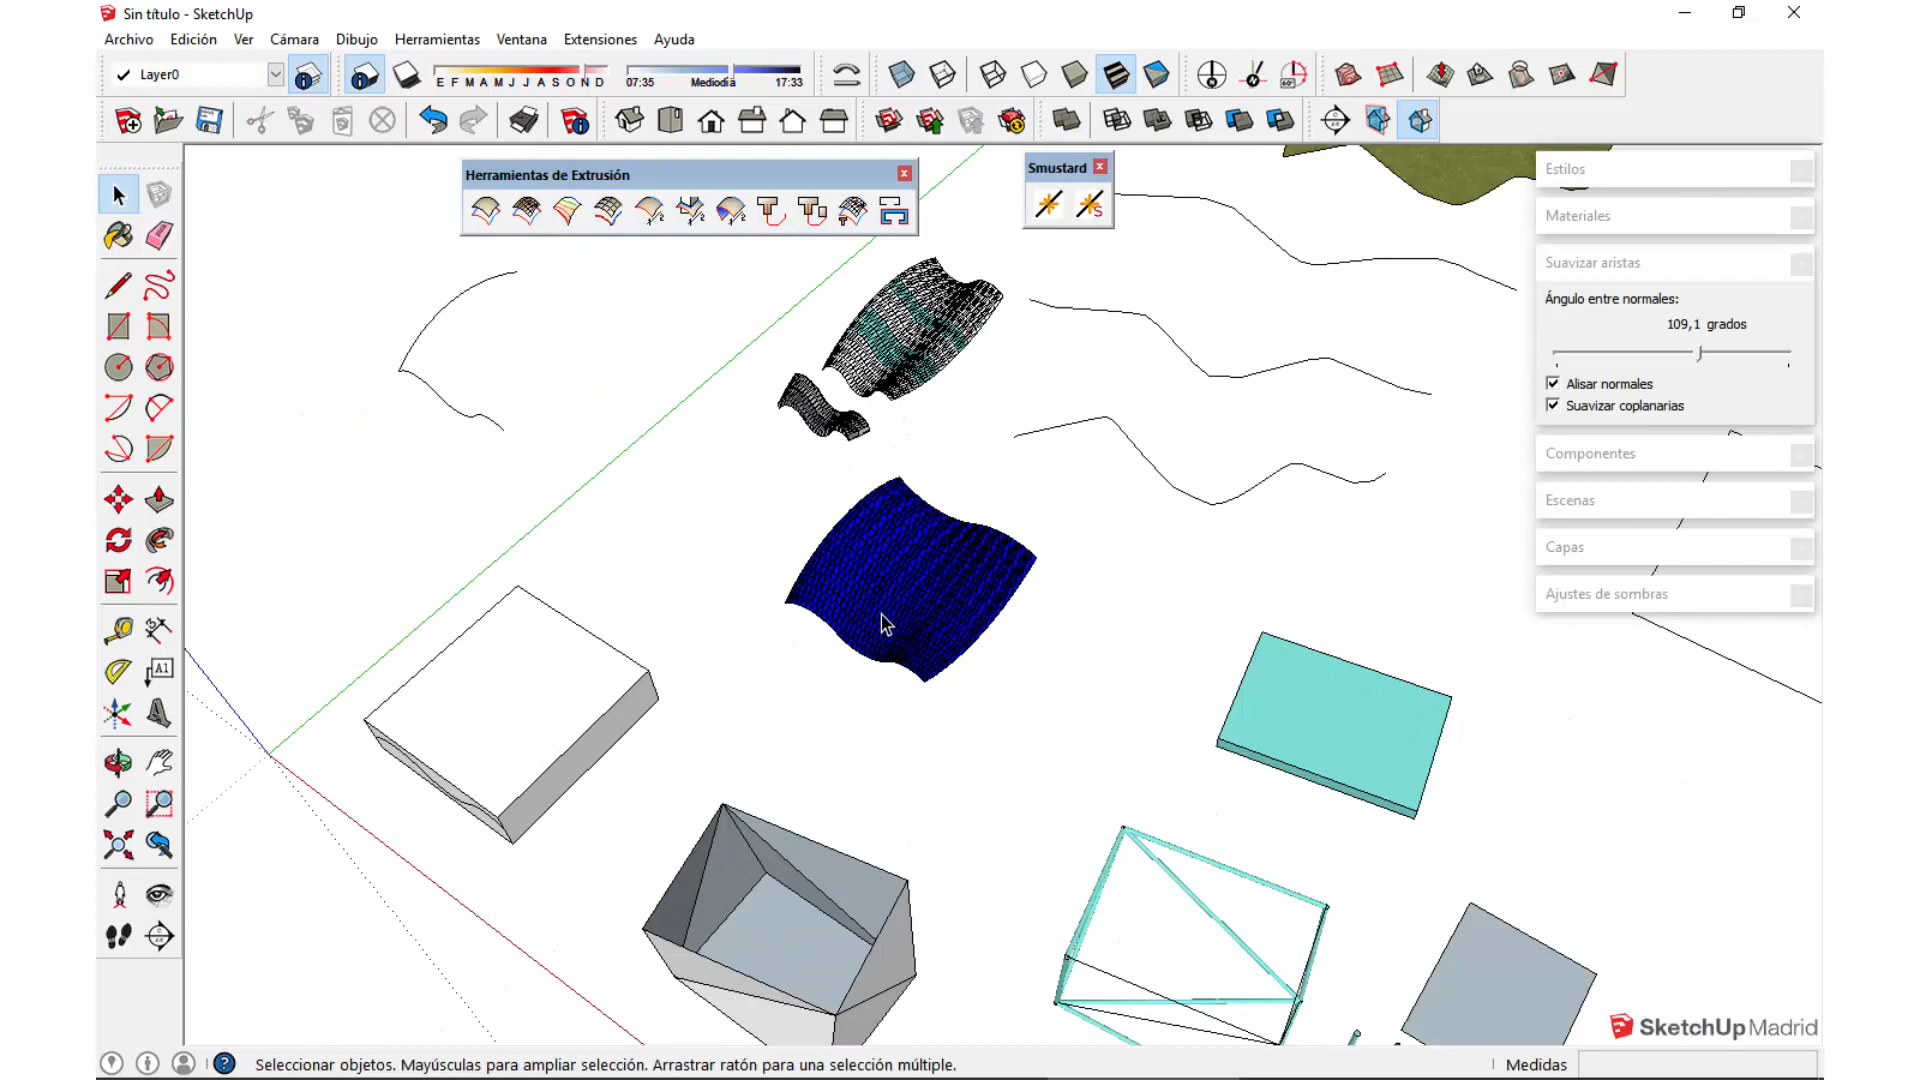 Sin título - SketchUp
Archivo Edición Ver Cámara Dibujo Herramientas Ventana Extensiones Ayuda
Layer0
E F M A M J J A S O N D
07:35 Mediodía 17:33
Herramientas de Extrusión
Smustard
Estilos
Materiales
Suavizar aristas
Ángulo entre normales:
109,1 grados
Alisar normales
Suavizar coplanarias
Componentes
Escenas
Capas
Ajustes de sombras
A1
SketchUp Madrid
Seleccionar objetos. Mayúsculas para ampliar selección. Arrastrar ratón para una selección múltiple.
Medidas